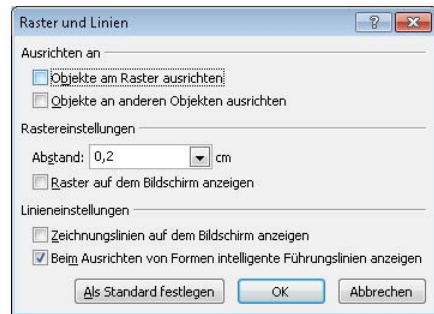 Raster und Linien
Ausrichten an
Objekte am Raster ausrichten
Objekte an anderen Objekten ausrichten
Rastereinstellungen
Abstand: 0,2 cm
Raster auf dem Bildschirm anzeigen
Linieneinstellungen
Zeichnungslinien auf dem Bildschirm anzeigen
Beim Ausrichten von Formen intelligente Führungslinien anzeigen
Als Standard festlegen OK Abbrechen